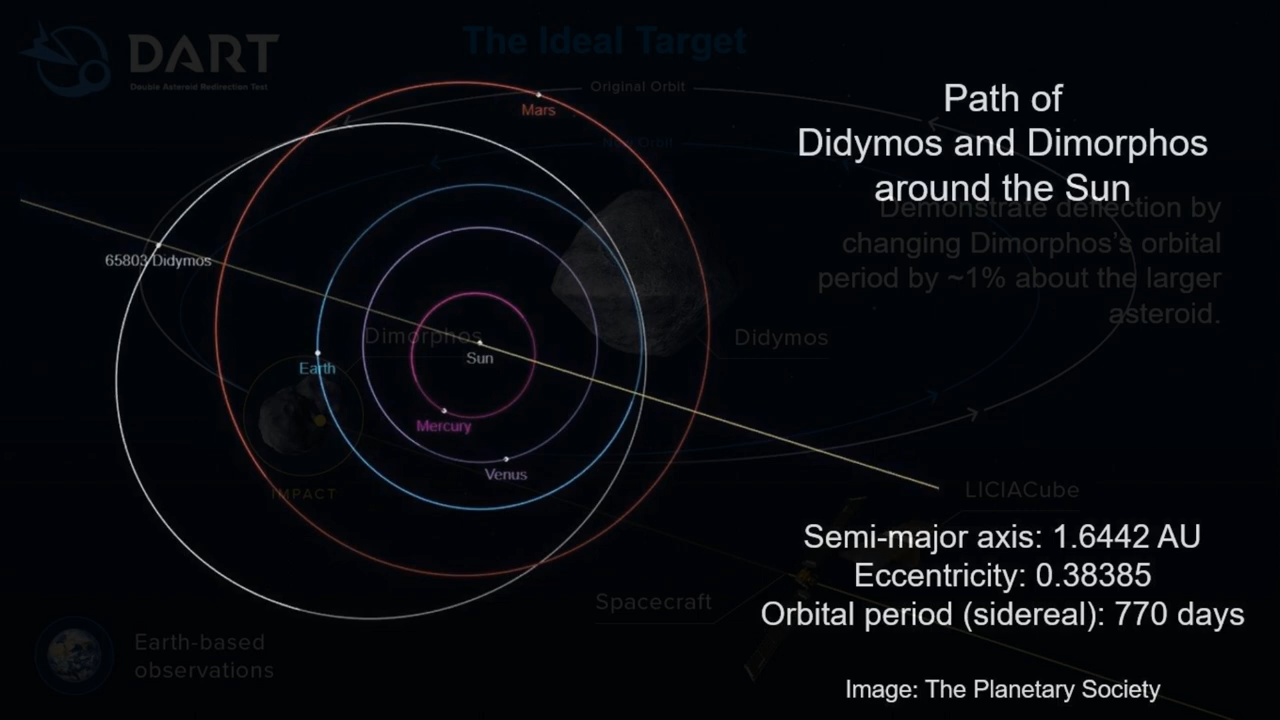 DART
Double Asteroid Redirection Test
The Ideal Target
Original Orbit
New Orbit
Mars
Path of
Didymos and Dimorphos
around the Sun
Demonstrate deflection by
changing Dimorphos's orbital
period by ~1% about the larger
asteroid.
65803 Didymos
Dimorphos
Didymos
Sun
Earth
Mercury
Venus
IMPACT
LICIACube
Semi-major axis: 1.6442 AU
Eccentricity: 0.38385
Orbital period (sidereal): 770 days
Spacecraft
Earth-based
observations
Image: The Planetary Society